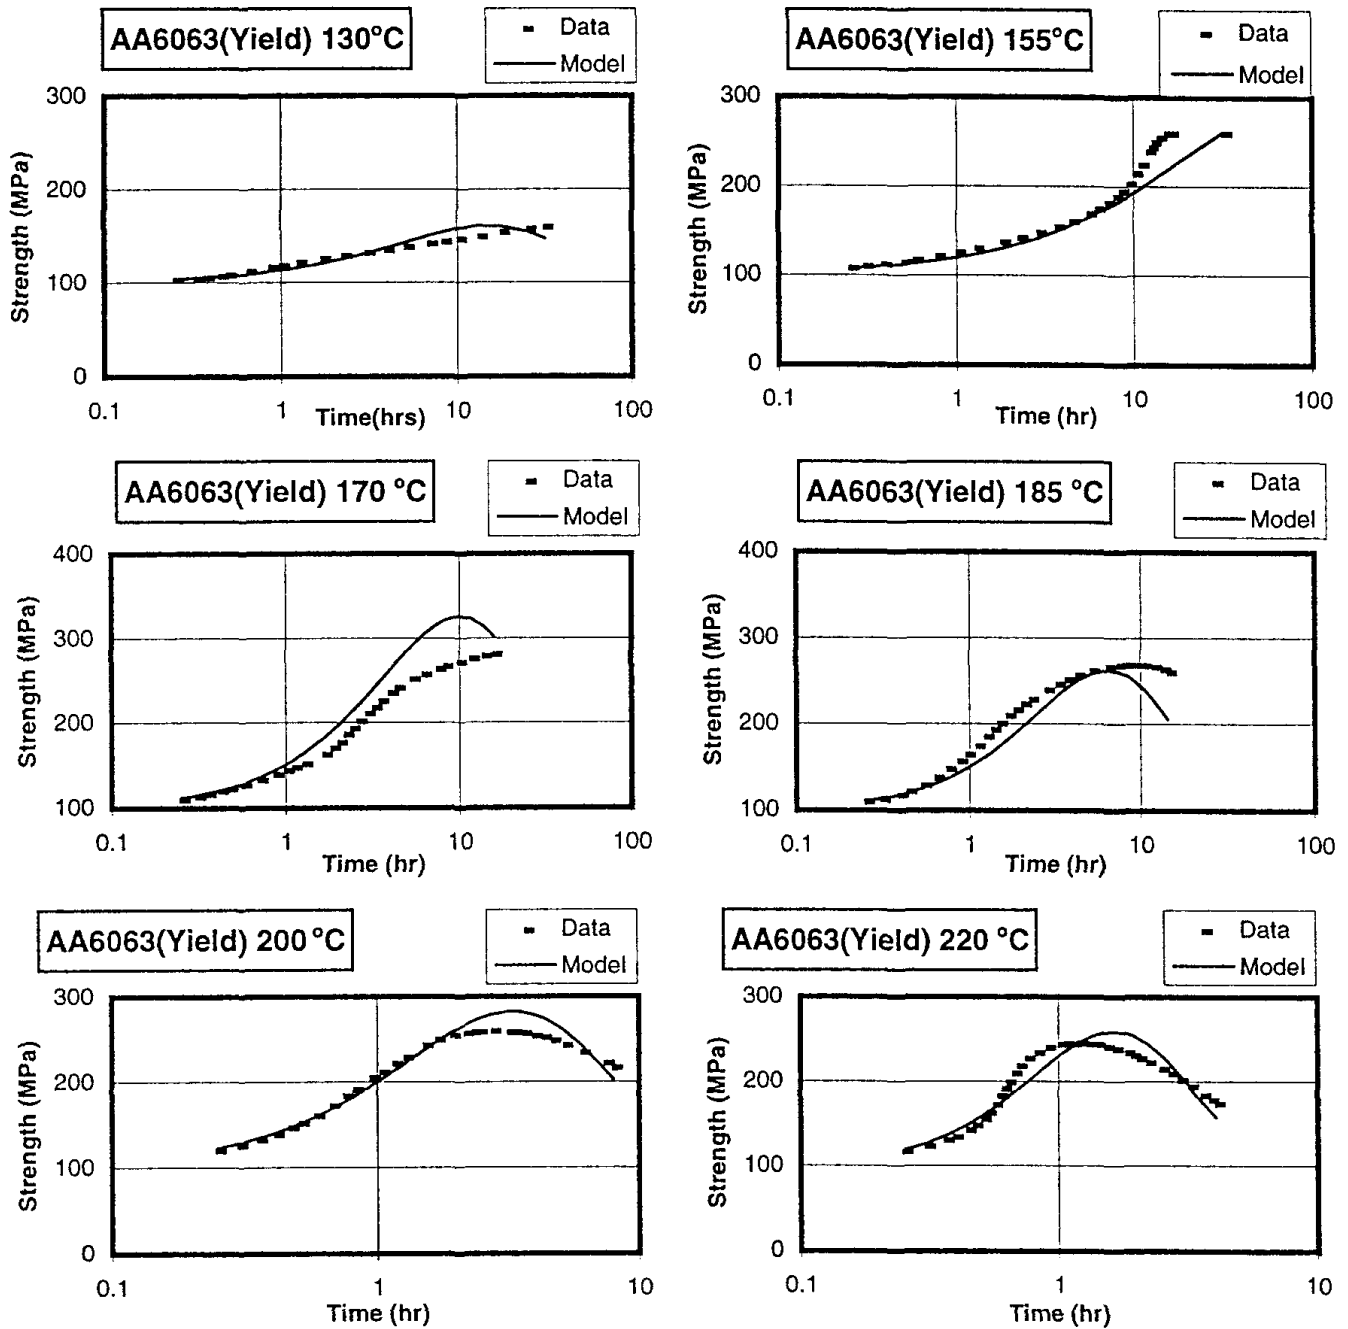 AA6063(Yield) 130°C
Data
Model
300
200
100
0
Strength (MPa)
0.1
1
10
100
Time(hrs)
AA6063(Yield) 155°C
Data
Model
300
200
100
0
Strength (MPa)
0.1
1
10
100
Time (hr)
AA6063(Yield) 170 °C
Data
Model
400
300
200
100
Strength (MPa)
0.1
1
10
100
Time (hr)
AA6063(Yield) 185 °C
Data
Model
400
300
200
100
Strength (MPa)
0.1
1
10
100
Time (hr)
AA6063(Yield) 200 °C
Data
Model
300
200
100
0
Strength (MPa)
0.1
1
10
Time (hr)
AA6063(Yield) 220 °C
Data
Model
300
200
100
0
Strength (MPa)
0.1
1
10
Time (hr)